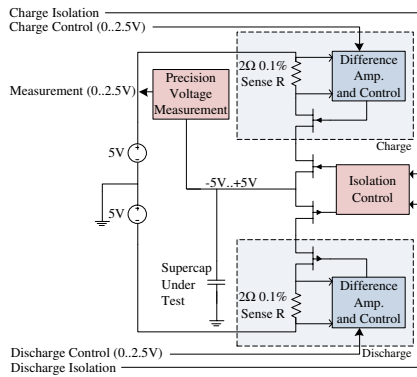 Charge Isolation
Charge Control (0..2.5V)
2Ω 0.1%
Sense R
Difference
Amp.
and Control
Precision
Voltage
Measurement
Measurement (0..2.5V)
Charge
5V
-5V..+5V
Isolation
Control
5V
Supercap
Under
Test
2Ω 0.1%
Sense R
Difference
Amp.
and Control
Discharge Control (0..2.5V)
Discharge
Discharge Isolation